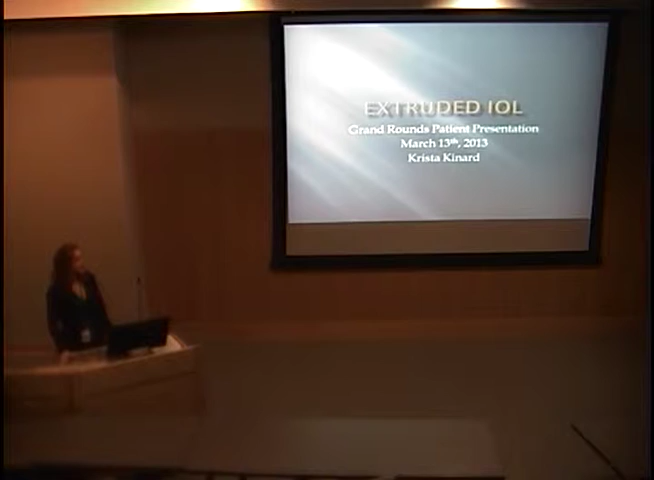 EXTRUDED IOL
Grand Rounds Patient Presentation
March 13th, 2013
Krista Kinard